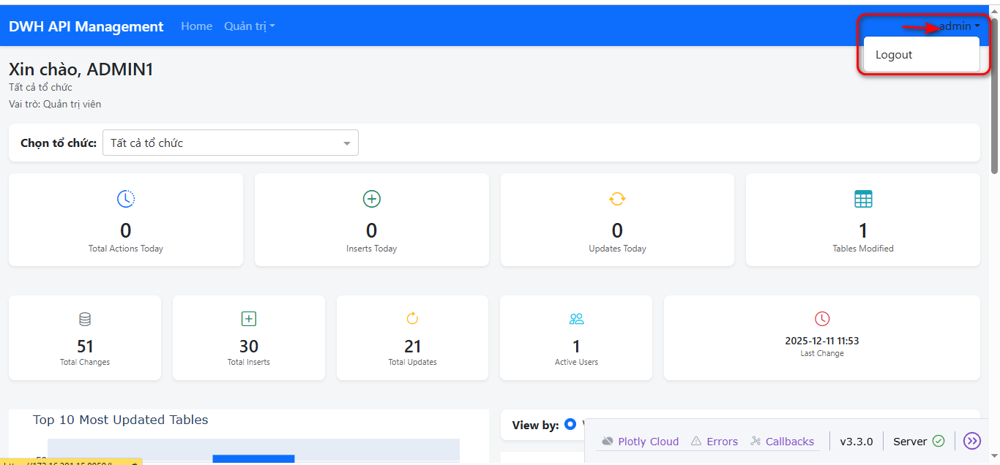 DWH API Management Home Quản trị admin
Logout
Xin chào, ADMIN1
Tất cả tổ chức
Vai trò: Quản trị viên
Chọn tổ chức: Tất cả tổ chức
0 0 0 1
Total Actions Today Inserts Today Updates Today Tables Modified
51 30 21 1 2025-12-11 11:53
Total Changes Total Inserts Total Updates Active Users Last Change
Top 10 Most Updated Tables
View by:
Plotly Cloud Errors Callbacks v3.3.0 Server